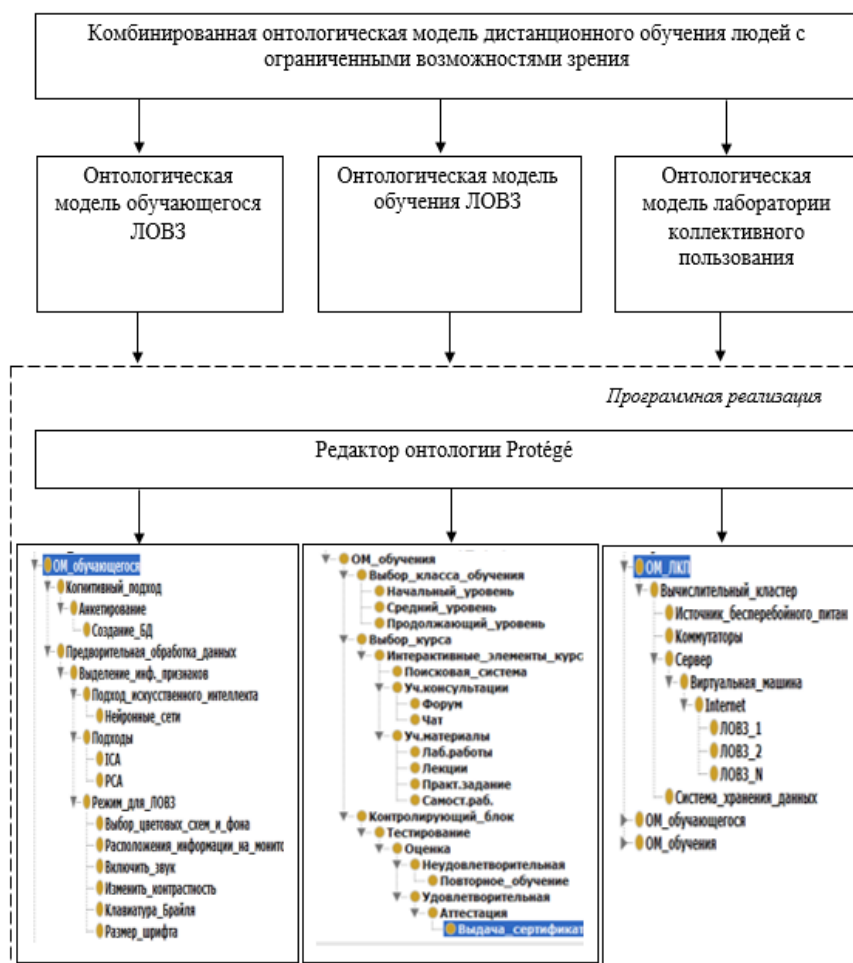 Комбинированная онтологическая модель дистанционного обучения людей с
ограниченными возможностями зрения
Онтологическая
модель обучающегося
ЛОВЗ
Онтологическая модель
обучения ЛОВЗ
Онтологическая
модель лаборатории
коллективного
пользования
Программная реализация
Редактор онтологии Protégé
ОМ_обучающегося
Когнитивный_подход
Анкетирование
Создание_БД
Предворительная_обработка_данных
Выделение_инф._признаков
Подход_искусственного_интеллекта
Нейронные_сети
Подходы
ICA
PCA
Режим_для_ЛОВЗ
Выбор_цветовых_схем_и_фона
Расположения_информации_на_монито
Включить_звук
Изменить_контрастность
Клавиатура_Брайля
Размер_шрифта
ОМ_обучения
Выбор_класса_обучения
Начальный_уровень
Средний_уровень
Продолжающий_уровень
Выбор_курса
Интерактивные_элементы_курс
Поисковая_система
Уч.консультации
Форум
Чат
Уч.материалы
Лаб.работы
Лекции
Практ.задание
Самост.раб.
Контролирующий_блок
Тестирование
Оценка
Неудовлетворительная
Повторное_обучение
Удовлетворительная
Аттестация
Выдача_сертификат
ОМ_ЛКП
Вычислительный_кластер
Источник_бесперебойного_питан
Коммутаторы
Сервер
Виртуальная_машина
Internet
ЛОВЗ_1
ЛОВЗ_2
ЛОВЗ_N
Система_хранения_данных
ОМ_обучающегося
ОМ_обучения